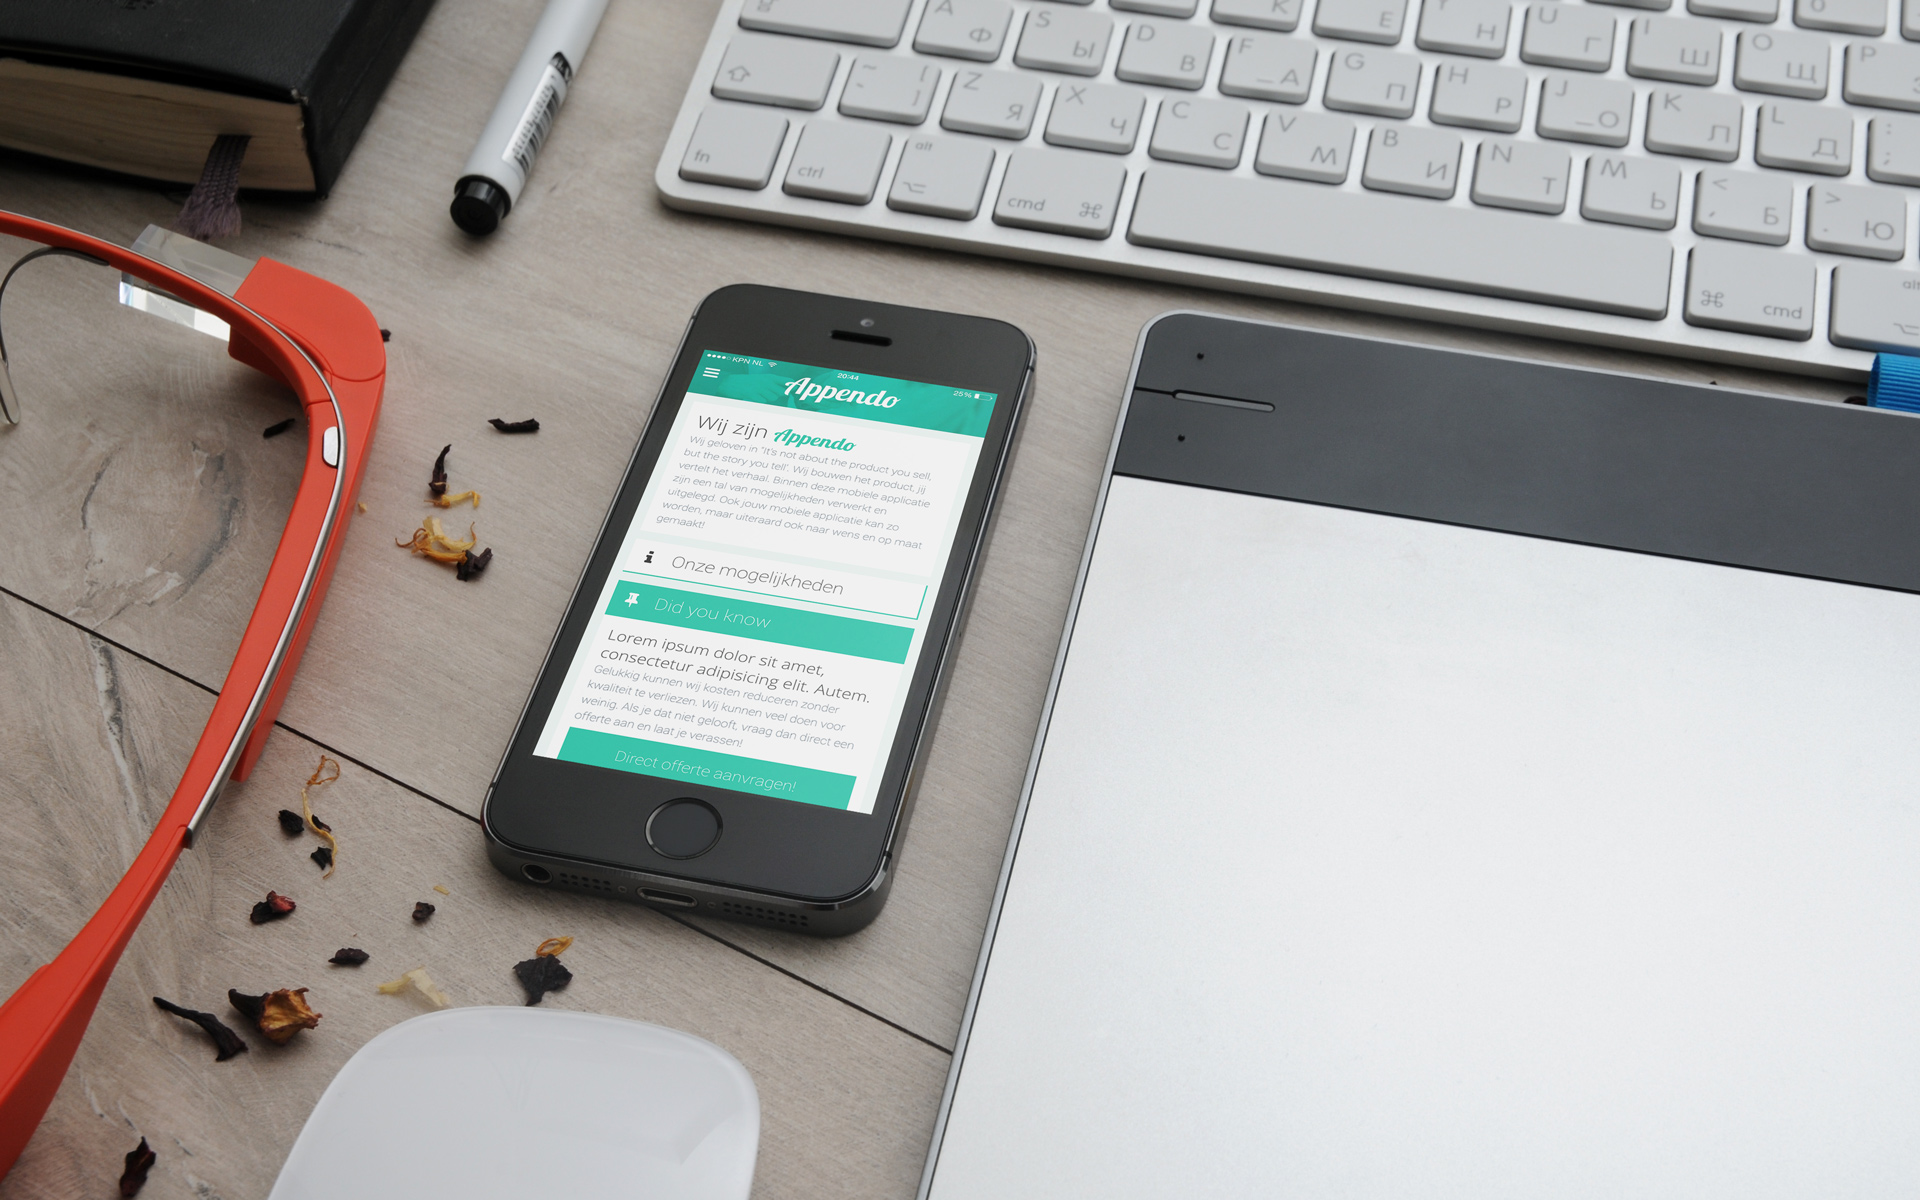 A Ф
S Ы
D В
F А
K
E
T Н
U Г
I Ш
O Щ
P З
~ [
` ]
Z Я
X Ч
C С
G П
H Р
J О
K Л
L Д
: ;
fn
ctrl
alt
⌥
cmd ⌘
V М
B И
N Т
M Ь
< , Б
> . Ю
⌘ cmd
alt
⌥
KPN NL 20:44 25%
Appendo
Wij zijn Appendo
Wij geloven in "It's not about the product you sell,
but the story you tell'. Wij bouwen het product, jij
vertelt het verhaal. Binnen deze mobiele applicatie
zijn een tal van mogelijkheden verwerkt en
uitgelegd. Ook jouw mobiele applicatie kan zo
worden, maar uiteraard ook naar wens en op maat
gemaakt!
Onze mogelijkheden
Did you know
Lorem ipsum dolor sit amet,
consectetur adipisicing elit. Autem.
Gelukkig kunnen wij kosten reduceren zonder
kwaliteit te verliezen. Wij kunnen veel doen voor
weinig. Als je dat niet gelooft, vraag dan direct een
offerte aan en laat je verassen!
Direct offerte aanvragen!